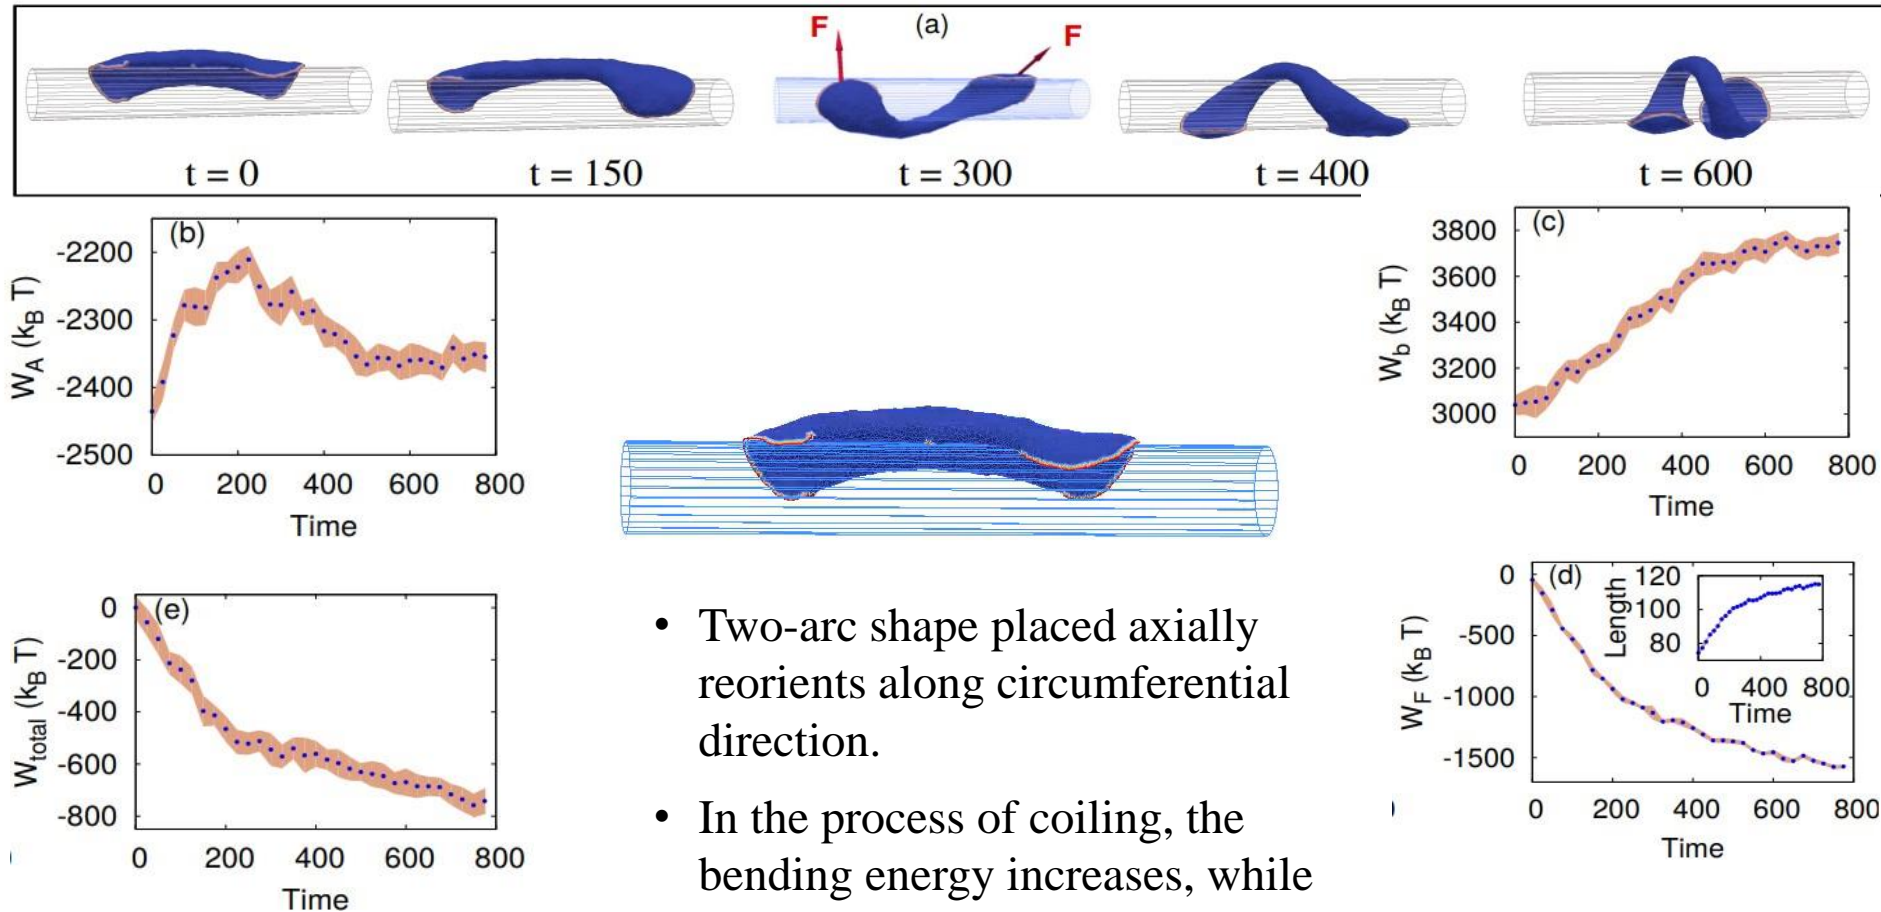 (a)
F
F
t = 0
t = 150
t = 300
t = 400
t = 600
(b)
W_A (k_B T)
-2200
-2300
-2400
-2500
0 200 400 600 800
Time
(c)
W_b (k_B T)
3800
3600
3400
3200
3000
0 200 400 600 800
Time
(e)
W_total (k_B T)
0
-200
-400
-600
-800
0 200 400 600 800
Time
• Two-arc shape placed axially
reorients along circumferential
direction.
• In the process of coiling, the
bending energy increases, while
(d)
W_F (k_B T)
0
-500
-1000
-1500
Length
120
100
80
0 400 800
Time
0 200 400 600 800
Time